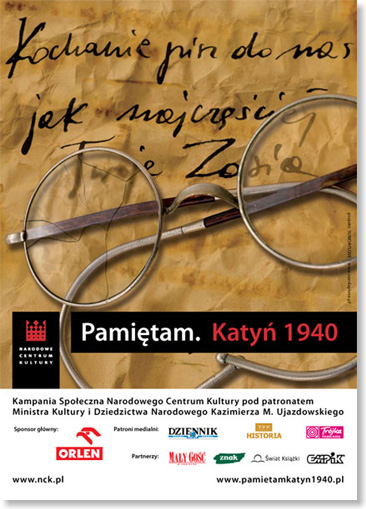 Kochanie pisz do nas
jak najczęściej
Twoja Zosia
Pamiętam. Katyń 1940
NARODOWE
CENTRUM
KULTURY
Kampania Społeczna Narodowego Centrum Kultury pod patronatem
Ministra Kultury i Dziedzictwa Narodowego Kazimierza M. Ujazdowskiego
Sponsor główny:
ORLEN
Patroni medialni:
DZIENNIK
TVP
HISTORIA
Trójka
Partnerzy:
MAŁY GOŚĆ
znak
Świat Książki
EMPiK
www.nck.pl
www.pamietamkatyn1940.pl